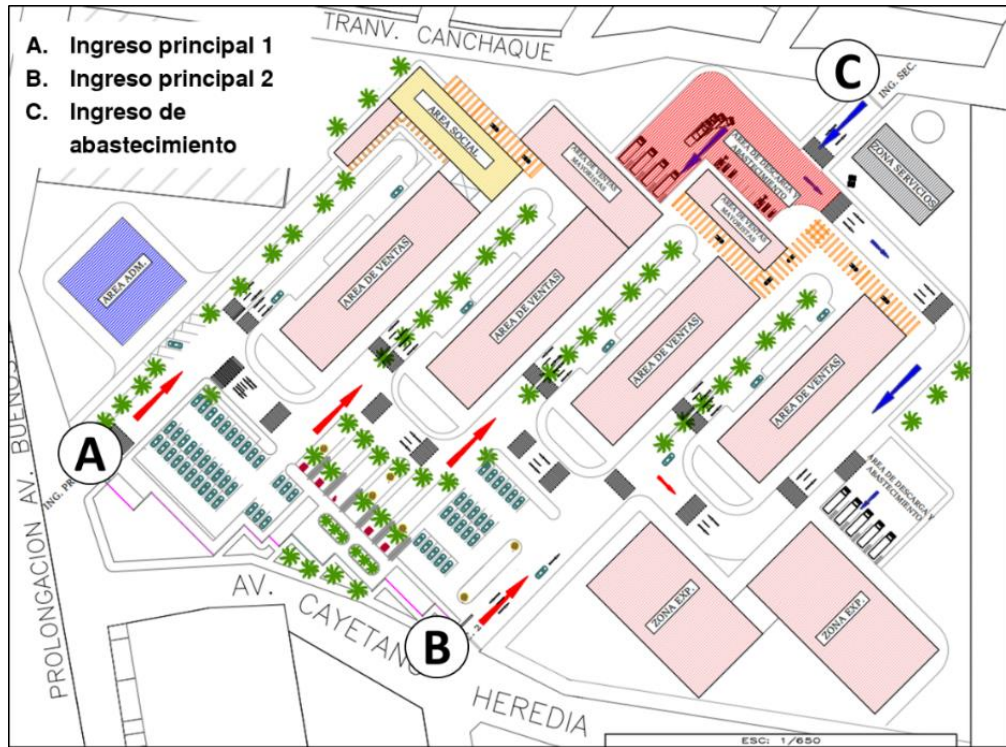 A. Ingreso principal 1
B. Ingreso principal 2
C. Ingreso de
abastecimiento
TRANV. CANCHAQUE
C
ING. SEC.
AREA SOCIAL
AREA DE VENTAS
MAYORISTAS
AREA DE DESCARGA Y
ABASTECIMIENTO
ZONA SERVICIOS
AREA DE VENTAS
MAYORISTAS
AREA ADM.
AREA DE VENTAS
AREA DE VENTAS
AREA DE VENTAS
AREA DE VENTAS
A
ING.
PROLONGACION AV. BUENOS
AREA DE DESCARGA Y
ABASTECIMIENTO
ZONA EXP.
ZONA EXP.
AV. CAYETANO
B
2
HEREDIA
ESC: 1/650